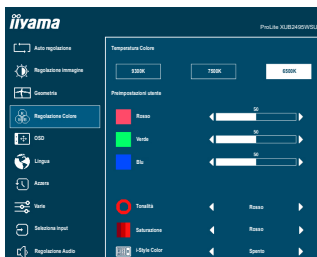 iiyama
ProLite XUB2495WSU
Auto regolazione
Regolazione immagine
Geometria
Regolazione Colore
OSD
Lingua
Azzera
Varie
Seleziona input
Regolazione Audio
Temperatura Colore
9300K 7500K 6500K
Preimpostazioni utente
Rosso 50
Verde 50
Blu 50
Tonalità Rosso
Saturazione Rosso
i-Style Color Spento